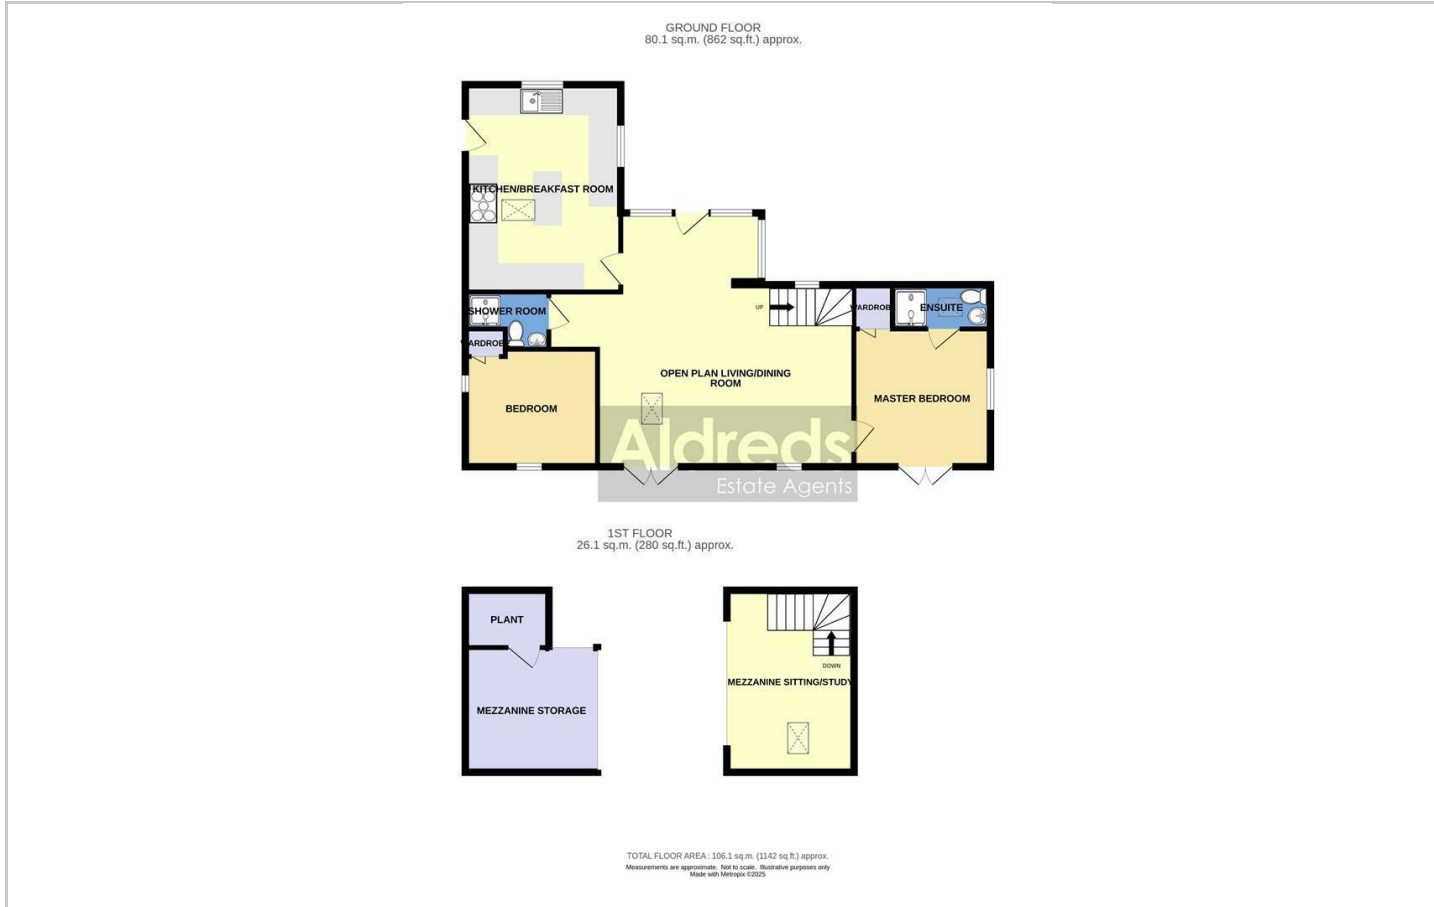 GROUND FLOOR
80.1 sq.m. (862 sq.ft.) approx.
KITCHEN/BREAKFAST ROOM
UP
WARDROBE
ENSUITE
SHOWER ROOM
WARDROBE
OPEN PLAN LIVING/DINING
ROOM
MASTER BEDROOM
BEDROOM
Aldreds
Estate Agents
1ST FLOOR
26.1 sq.m. (280 sq.ft.) approx.
PLANT
DOWN
MEZZANINE SITTING/STUDY
MEZZANINE STORAGE
TOTAL FLOOR AREA : 106.1 sq.m. (1142 sq.ft.) approx.
Measurements are approximate. Not to scale. Illustrative purposes only
Made with Metropix ©2025